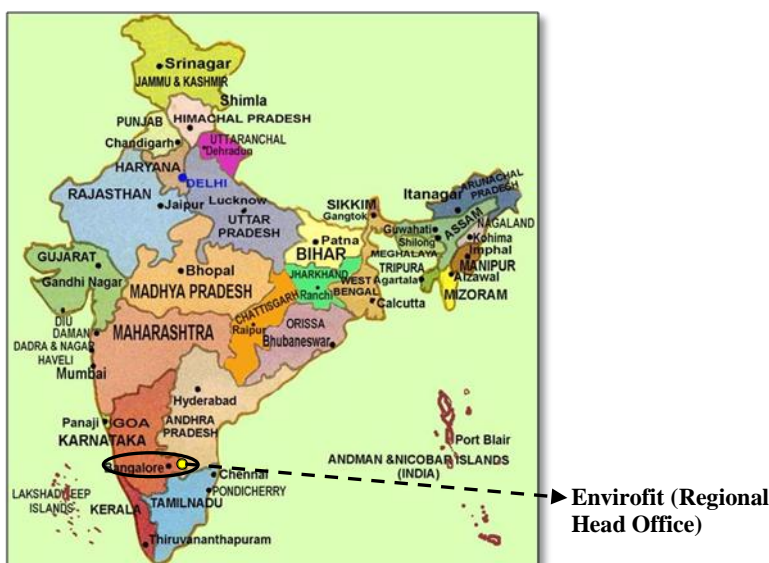 Srinagar
JAMMU & KASHMIR
Shimla
HIMACHAL PRADESH
PUNJAB
Chandigarh
UTTARANCHAL
Dehradun
HARYANA
DELHI
RAJASTHAN
Jaipur
Lucknow
UTTAR
PRADESH
SIKKIM
Gangtok
Itanagar
ARUNACHAL
PRADESH
Guwahati
ASSAM
NAGALAND
Shilong
Kohima
MEGHALAYA
Imphal
MANIPUR
TRIPURA
Agartala
Aizawal
MIZORAM
Patna
BIHAR
GUJARAT
Gandhi Nagar
Bhopal
MADHYA PRADESH
JHARKHAND
Ranchi
WEST
BENGAL
Calcutta
CHATTISGARH
Raipur
ORISSA
Bhubaneswar
DIU
DAMAN
DADRA & NAGAR
HAVELI
MAHARASHTRA
Mumbai
Hyderabad
ANDHRA
PRADESH
Panaji
GOA
KARNATAKA
Bangalore
Chennai
PONDICHERRY
TAMILNADU
LAKSHADWEEP
ISLANDS
KERALA
Thiruvananthapuram
Port Blair
ANDMAN &NICOBAR ISLANDS
(INDIA)
Envirofit (Regional
Head Office)